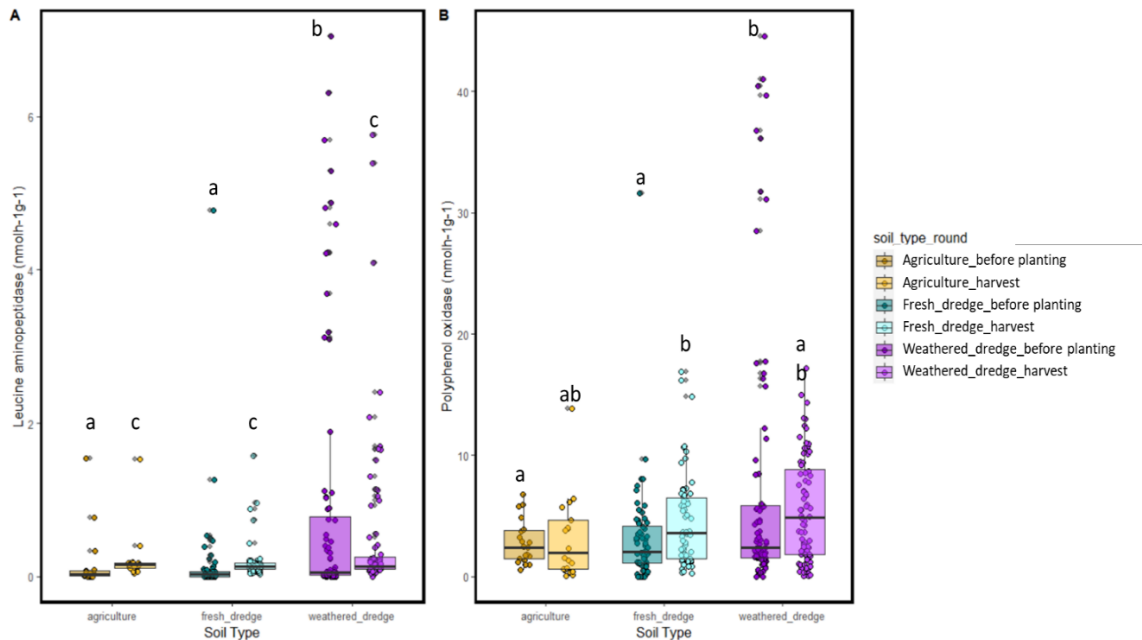 A
B
b
b
c
a
a
a
b
a
c
c
ab
b
a
6
4
2
0
40
30
20
10
0
Leucine aminopeptidase (nmolh-1g-1)
Polyphenol oxidase (nmolh-1g-1)
agriculture
fresh_dredge
weathered_dredge
Soil Type
agriculture
fresh_dredge
weathered_dredge
Soil Type
soil_type_round
Agriculture_before planting
Agriculture_harvest
Fresh_dredge_before planting
Fresh_dredge_harvest
Weathered_dredge_before planting
Weathered_dredge_harvest